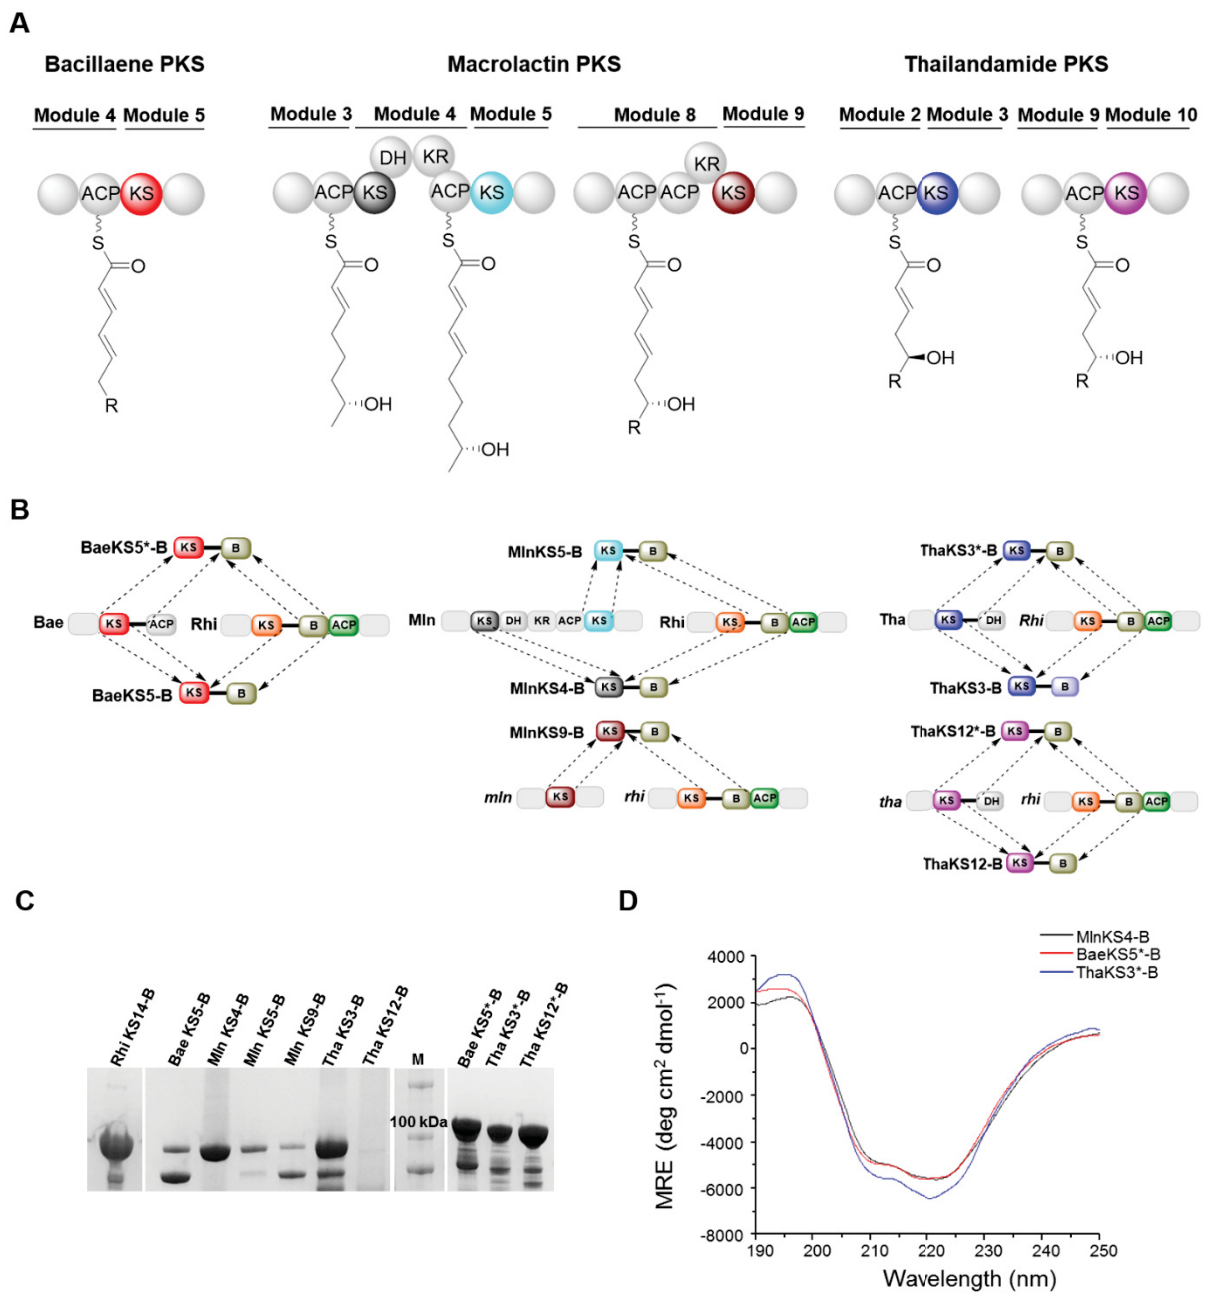 A
Bacillaene PKS
Macrolactin PKS
Thailandamide PKS
Module 4 Module 5
Module 3 Module 4 Module 5
Module 8 Module 9
Module 2 Module 3
Module 9 Module 10
ACP KS
ACP KS DH KR ACP KS
ACP ACP KR KS
ACP KS
ACP KS
S O R
S O OH
S O OH
S O OH R
S O OH R
S O OH R
B
BaeKS5*-B KS B
Bae KS ACP
Rhi KS B ACP
BaeKS5-B KS B
MlnKS5-B KS B
Mln KS DH KR ACP KS
Rhi KS B ACP
MlnKS4-B KS B
MlnKS9-B KS B
mln KS
rhi KS B ACP
ThaKS3*-B KS B
Tha KS DH
Rhi KS B ACP
ThaKS3-B KS B
ThaKS12*-B KS B
tha KS DH
rhi KS B ACP
ThaKS12-B KS B
C
Rhi KS14-B
Bae KS5-B
Mln KS4-B
Mln KS5-B
Mln KS9-B
Tha KS3-B
Tha KS12-B
M
Bae KS5*-B
Tha KS3*-B
Tha KS12*-B
100 kDa
D
MlnKS4-B
BaeKS5*-B
ThaKS3*-B
MRE (deg cm² dmol⁻¹)
4000
2000
0
-2000
-4000
-6000
-8000
190 200 210 220 230 240 250
Wavelength (nm)